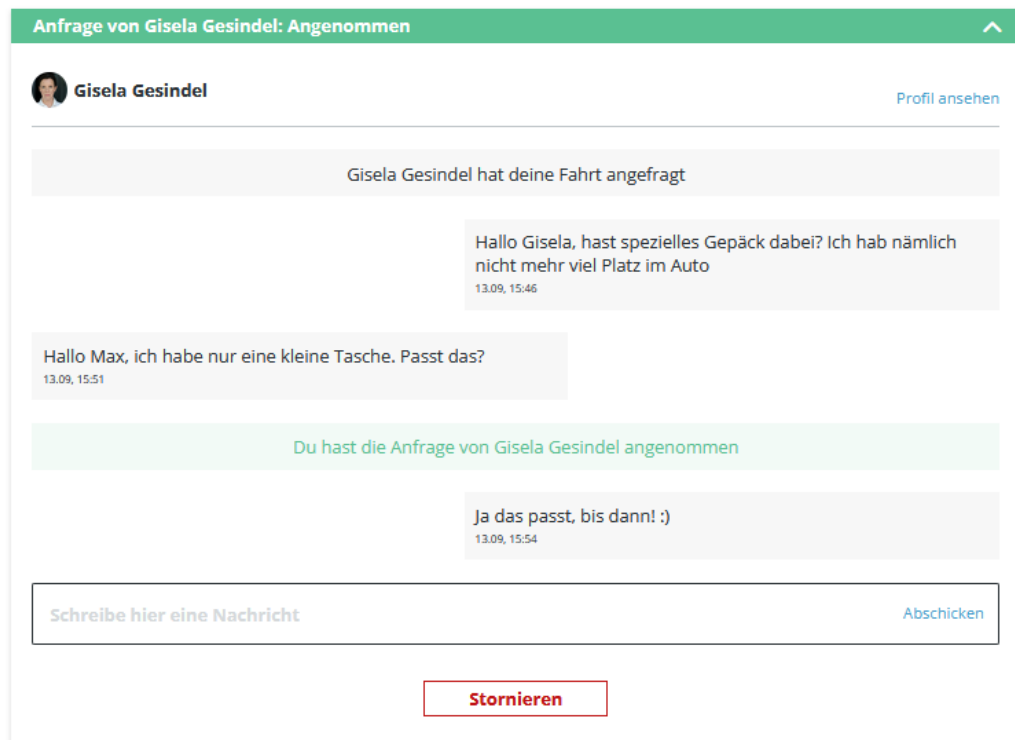 Anfrage von Gisela Gesindel: Angenommen
Gisela Gesindel
Profil ansehen
Gisela Gesindel hat deine Fahrt angefragt
Hallo Gisela, hast spezielles Gepäck dabei? Ich hab nämlich
nicht mehr viel Platz im Auto
13.09, 15:46
Hallo Max, ich habe nur eine kleine Tasche. Passt das?
13.09, 15:51
Du hast die Anfrage von Gisela Gesindel angenommen
Ja das passt, bis dann! :)
13.09, 15:54
Schreibe hier eine Nachricht
Abschicken
Stornieren